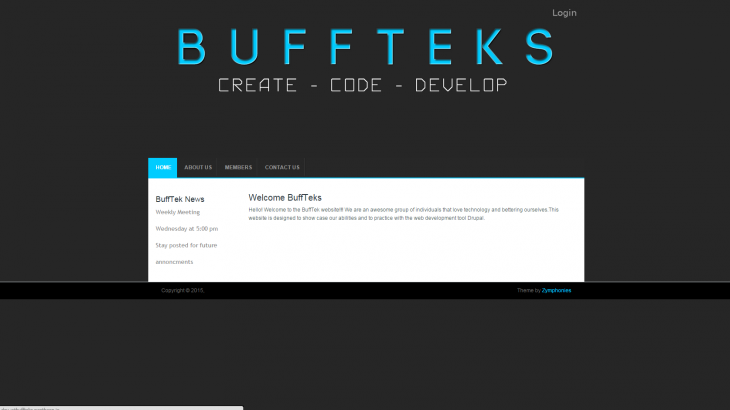 Login
BUFFTEKS
CREATE - CODE - DEVELOP
HOME ABOUT US MEMBERS CONTACT US
BuffTek News
Weekly Meeting
Wednesday at 5:00 pm
Stay posted for future
annoncments
Welcome BuffTeks
Hello! Welcome to the BuffTek website!!! We are an awesome group of individuals that love technology and bettering ourselves.This
website is designed to show case our abilities and to practice with the web development tool Drupal.
Copyright © 2015,
Theme by Zymphonies